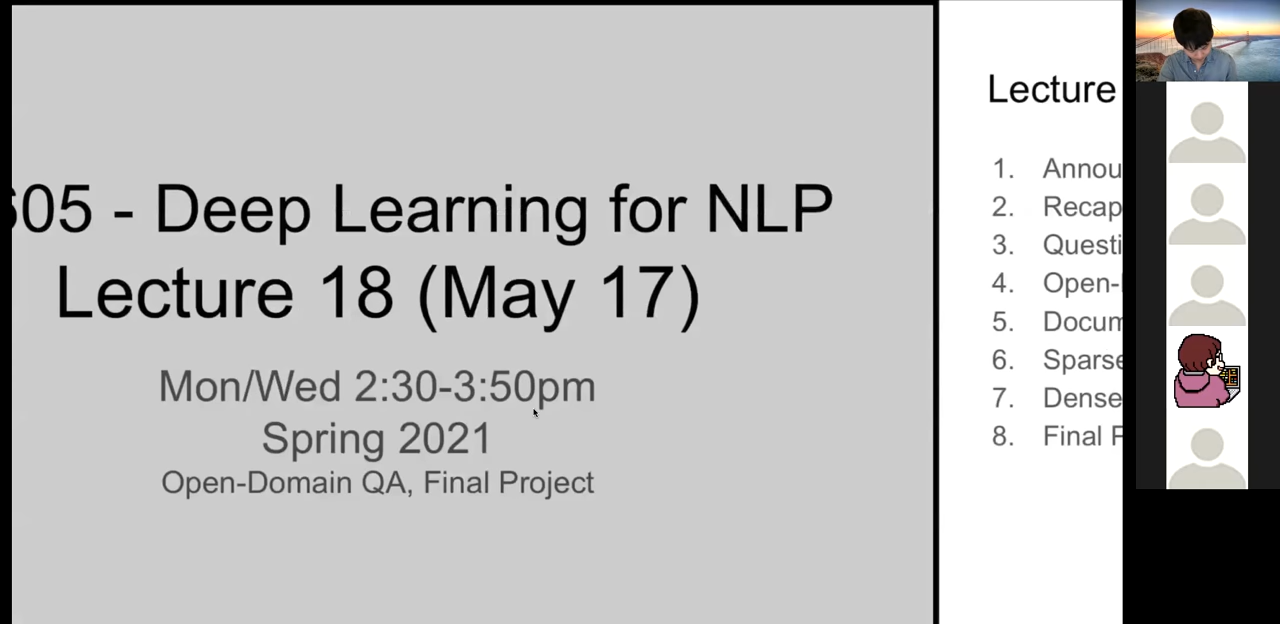 605 - Deep Learning for NLP
Lecture 18 (May 17)
Mon/Wed 2:30-3:50pm
Spring 2021
Open-Domain QA, Final Project
Lecture
1. Annou
2. Recap
3. Questi
4. Open-
5. Docum
6. Sparse
7. Dense
8. Final P